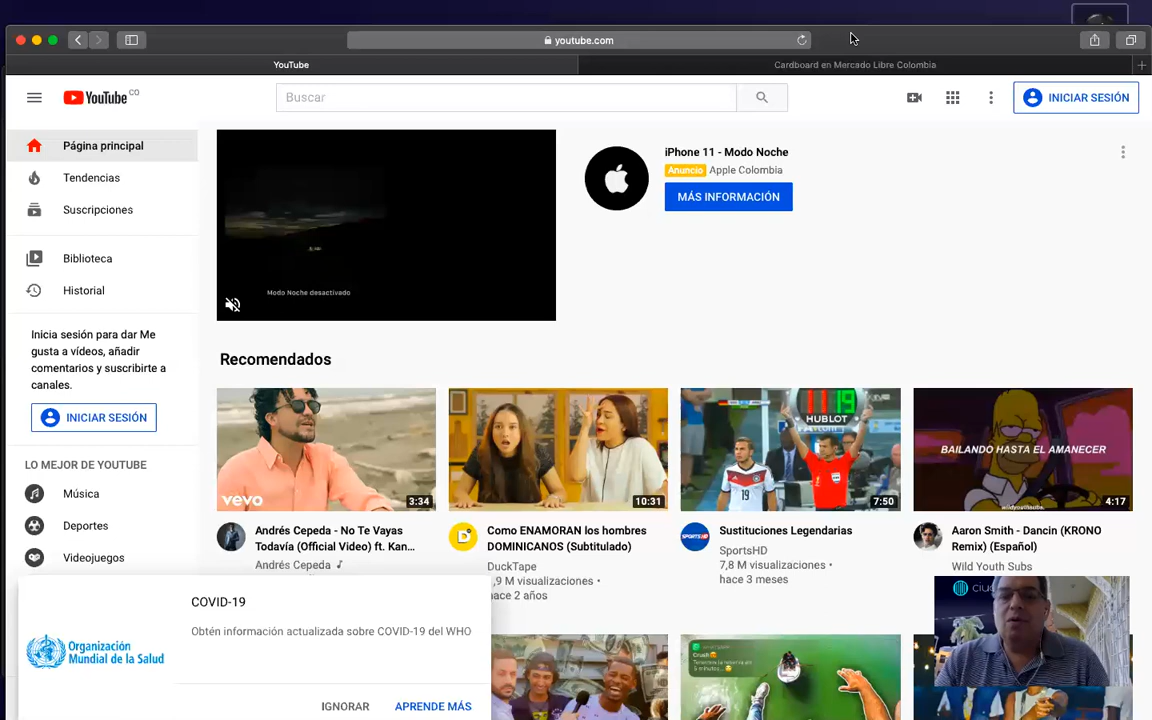 youtube.com
YouTube
Cardboard en Mercado Libre Colombia
YouTube CO
Buscar
INICIAR SESIÓN
Página principal
Tendencias
Suscripciones
Biblioteca
Historial
Inicia sesión para dar Me
gusta a vídeos, añadir
comentarios y suscribirte a
canales.
INICIAR SESIÓN
LO MEJOR DE YOUTUBE
Música
Deportes
Videojuegos
Modo Noche desactivado
iPhone 11 - Modo Noche
Anuncio Apple Colombia
MÁS INFORMACIÓN
Recomendados
vevo
3:34
Andrés Cepeda - No Te Vayas
Todavía (Official Video) ft. Kan...
Andrés Cepeda
10:31
Como ENAMORAN los hombres
DOMINICANOS (Subtitulado)
DuckTape
,9 M visualizaciones •
hace 2 años
11 19
HUBLOT
19
7:50
SPORTSHD
Sustituciones Legendarias
SportsHD
7,8 M visualizaciones •
hace 3 meses
BAILANDO HASTA EL AMANECER
4:17
Aaron Smith - Dancin (KRONO
Remix) (Español)
Wild Youth Subs
COVID-19
Obtén información actualizada sobre COVID-19 del WHO
Organización
Mundial de la Salud
IGNORAR
APRENDE MÁS
Crush